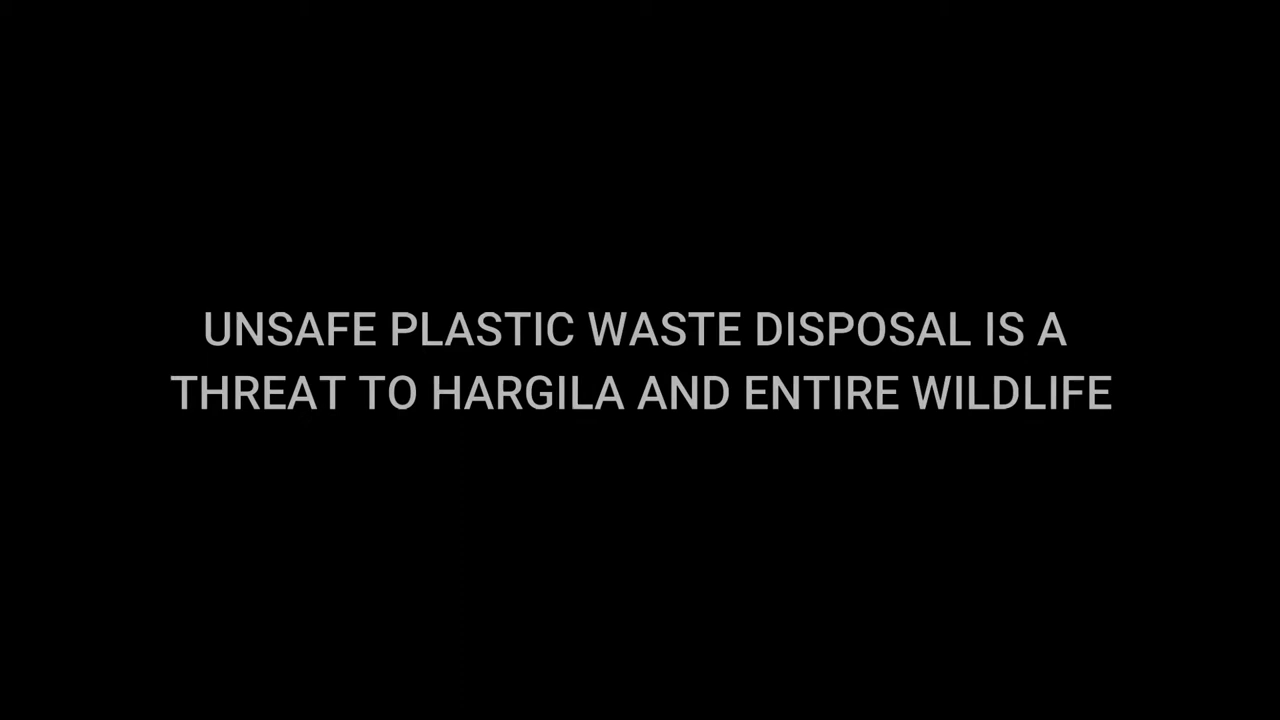 UNSAFE PLASTIC WASTE DISPOSAL IS A
THREAT TO HARGILA AND ENTIRE WILDLIFE